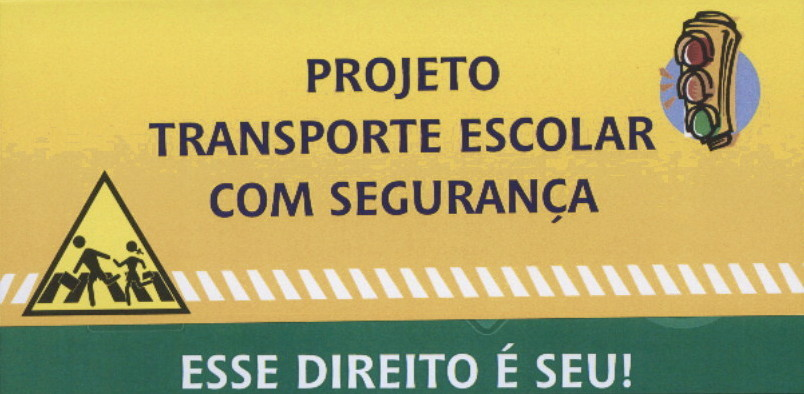 PROJETO
TRANSPORTE ESCOLAR
COM SEGURANÇA
ESSE DIREITO É SEU!